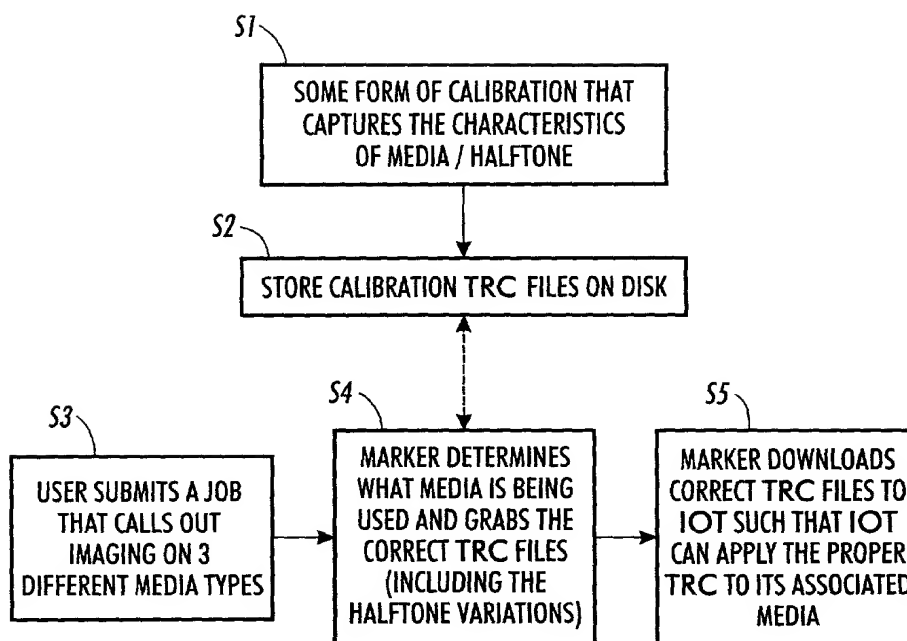 S1
SOME FORM OF CALIBRATION THAT
CAPTURES THE CHARACTERISTICS
OF MEDIA / HALFTONE
S2
STORE CALIBRATION TRC FILES ON DISK
S3
USER SUBMITS A JOB
THAT CALLS OUT
IMAGING ON 3
DIFFERENT MEDIA TYPES
S4
MARKER DETERMINES
WHAT MEDIA IS BEING
USED AND GRABS THE
CORRECT TRC FILES
(INCLUDING THE
HALFTONE VARIATIONS)
S5
MARKER DOWNLOADS
CORRECT TRC FILES TO
IOT SUCH THAT IOT
CAN APPLY THE PROPER
TRC TO ITS ASSOCIATED
MEDIA